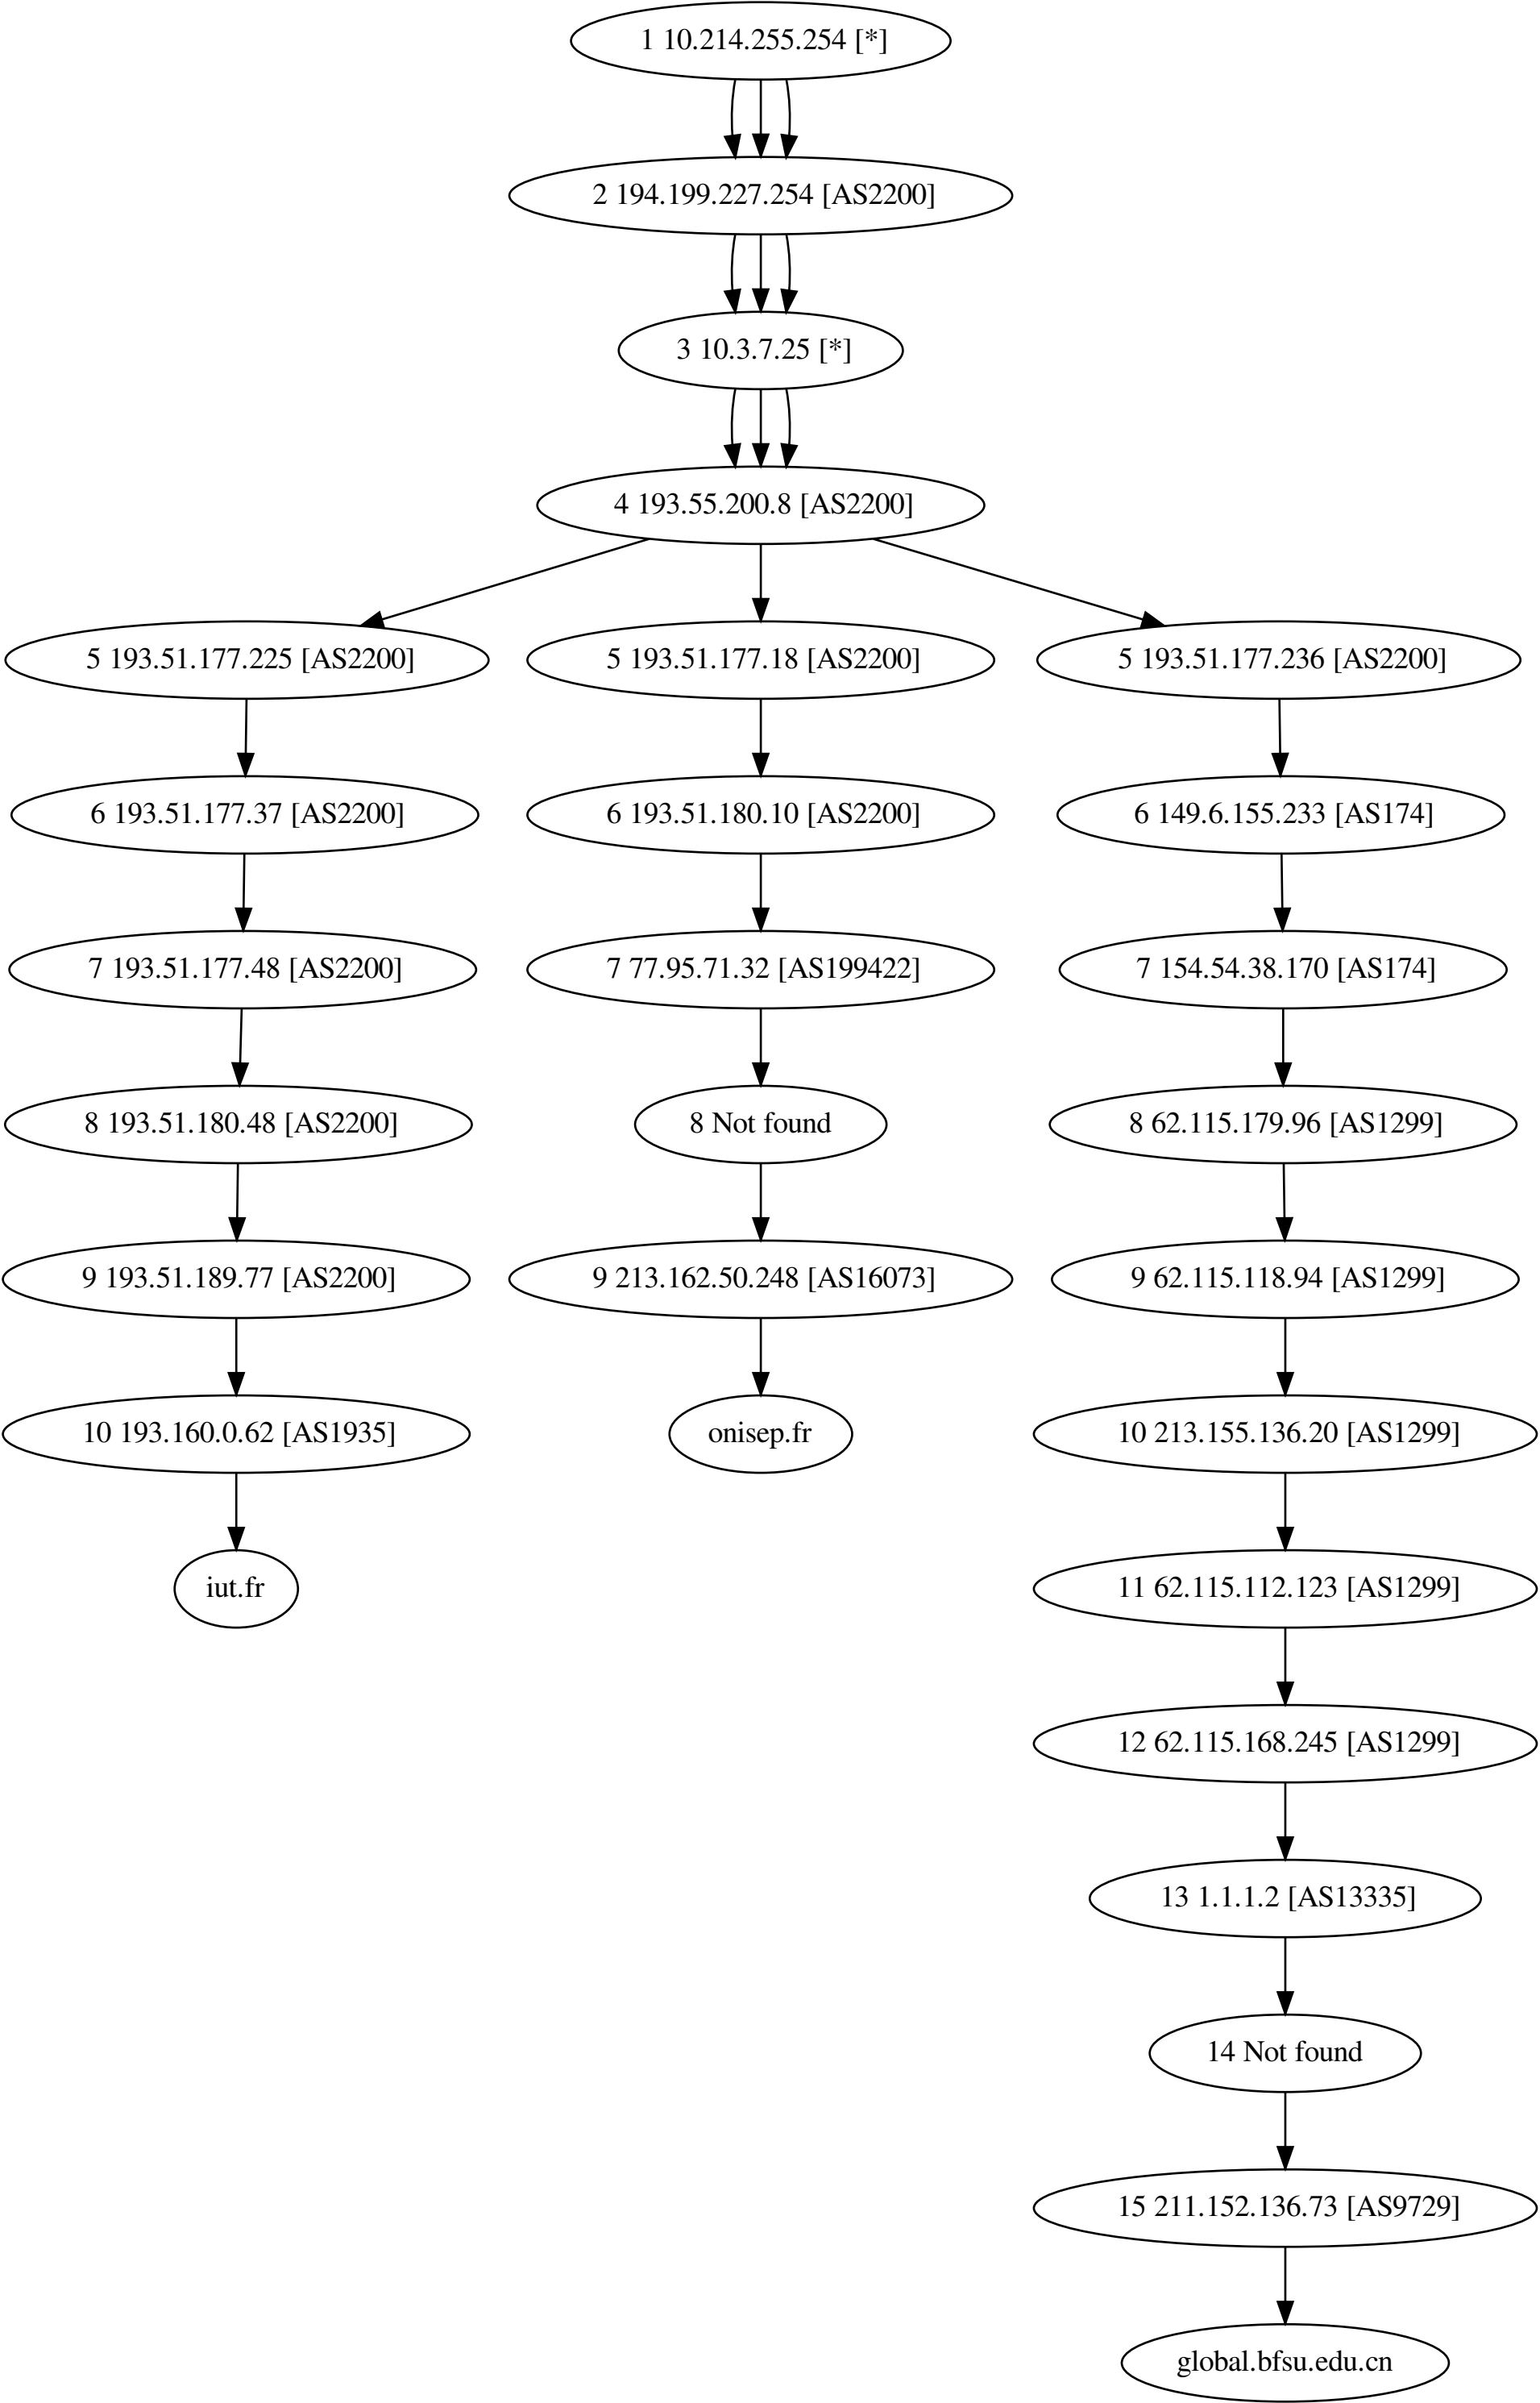 1 10.214.255.254 [*]
2 194.199.227.254 [AS2200]
3 10.3.7.25 [*]
4 193.55.200.8 [AS2200]
5 193.51.177.225 [AS2200]
5 193.51.177.18 [AS2200]
5 193.51.177.236 [AS2200]
6 193.51.177.37 [AS2200]
6 193.51.180.10 [AS2200]
6 149.6.155.233 [AS174]
7 193.51.177.48 [AS2200]
7 77.95.71.32 [AS199422]
7 154.54.38.170 [AS174]
8 193.51.180.48 [AS2200]
8 Not found
8 62.115.179.96 [AS1299]
9 193.51.189.77 [AS2200]
9 213.162.50.248 [AS16073]
9 62.115.118.94 [AS1299]
10 193.160.0.62 [AS1935]
onisep.fr
10 213.155.136.20 [AS1299]
iut.fr
11 62.115.112.123 [AS1299]
12 62.115.168.245 [AS1299]
13 1.1.1.2 [AS13335]
14 Not found
15 211.152.136.73 [AS9729]
global.bfsu.edu.cn